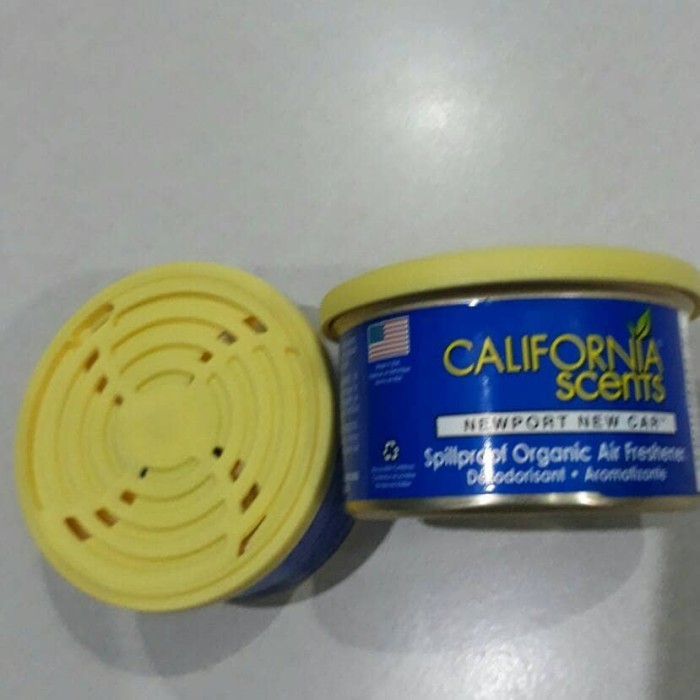 CALIFORNIA
scents
NEWPORT NEW CAR
Spillproof Organic Air Freshener
Désodorisant • Aromatizante